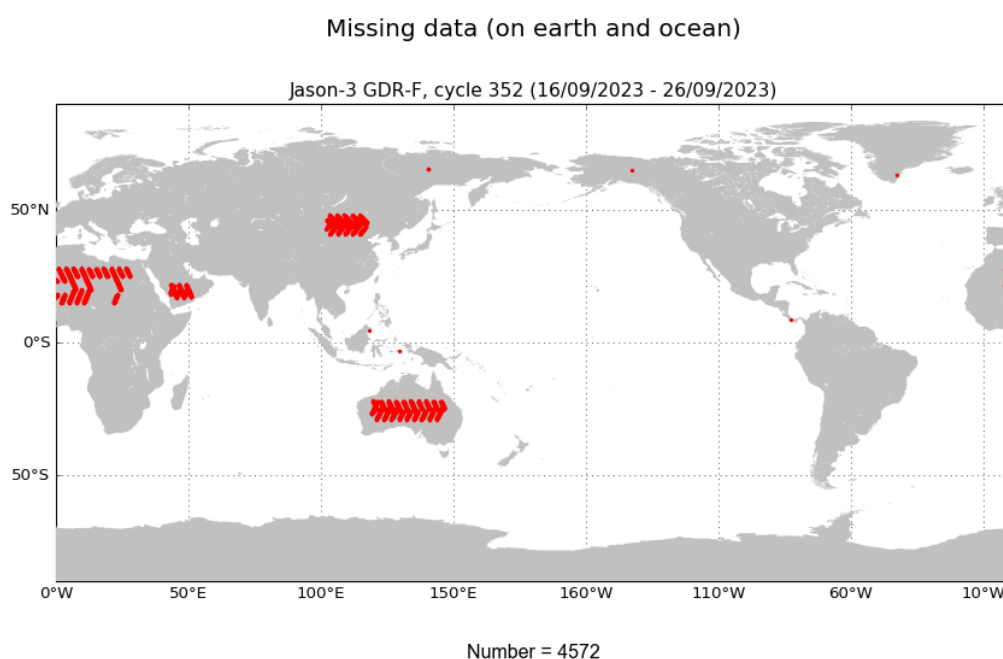 Missing data (on earth and ocean)
Jason-3 GDR-F, cycle 352 (16/09/2023 - 26/09/2023)
50°N
0°S
50°S
0°W 50°E 100°E 150°E 160°W 110°W 60°W 10°W
Number = 4572